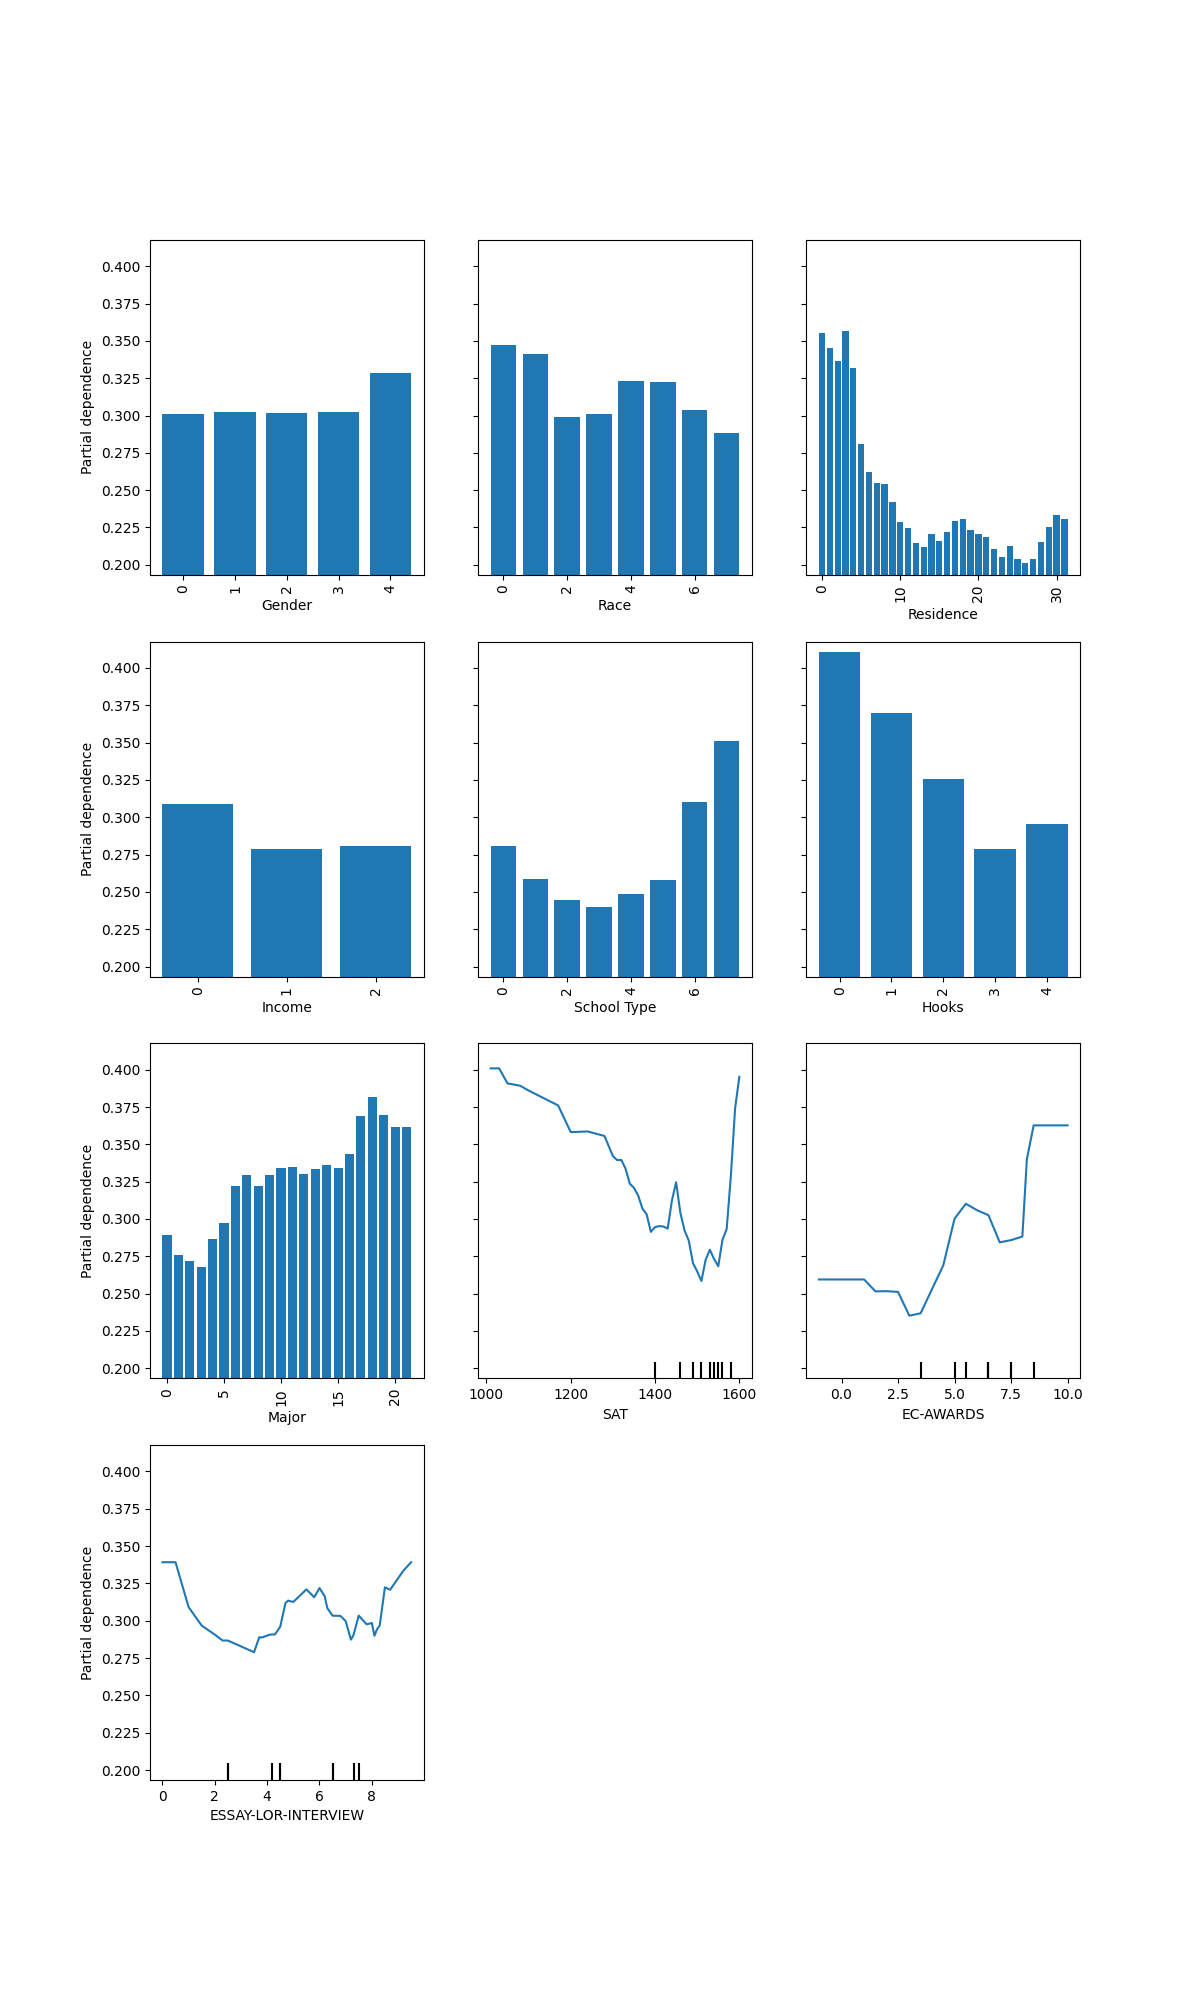 0.400
0.375
0.350
0.325
0.300
0.275
0.250
0.225
0.200
Partial dependence
0 1 2 3 4
Gender
0 2 4 6
Race
0 10 20 30
Residence
0.400
0.375
0.350
0.325
0.300
0.275
0.250
0.225
0.200
Partial dependence
0 1 2
Income
0 2 4 6
School Type
0 1 2 3 4
Hooks
0.400
0.375
0.350
0.325
0.300
0.275
0.250
0.225
0.200
Partial dependence
0 5 10 15 20
Major
1000 1200 1400 1600
SAT
0.0 2.5 5.0 7.5 10.0
EC-AWARDS
0.400
0.375
0.350
0.325
0.300
0.275
0.250
0.225
0.200
Partial dependence
0 2 4 6 8
ESSAY-LOR-INTERVIEW